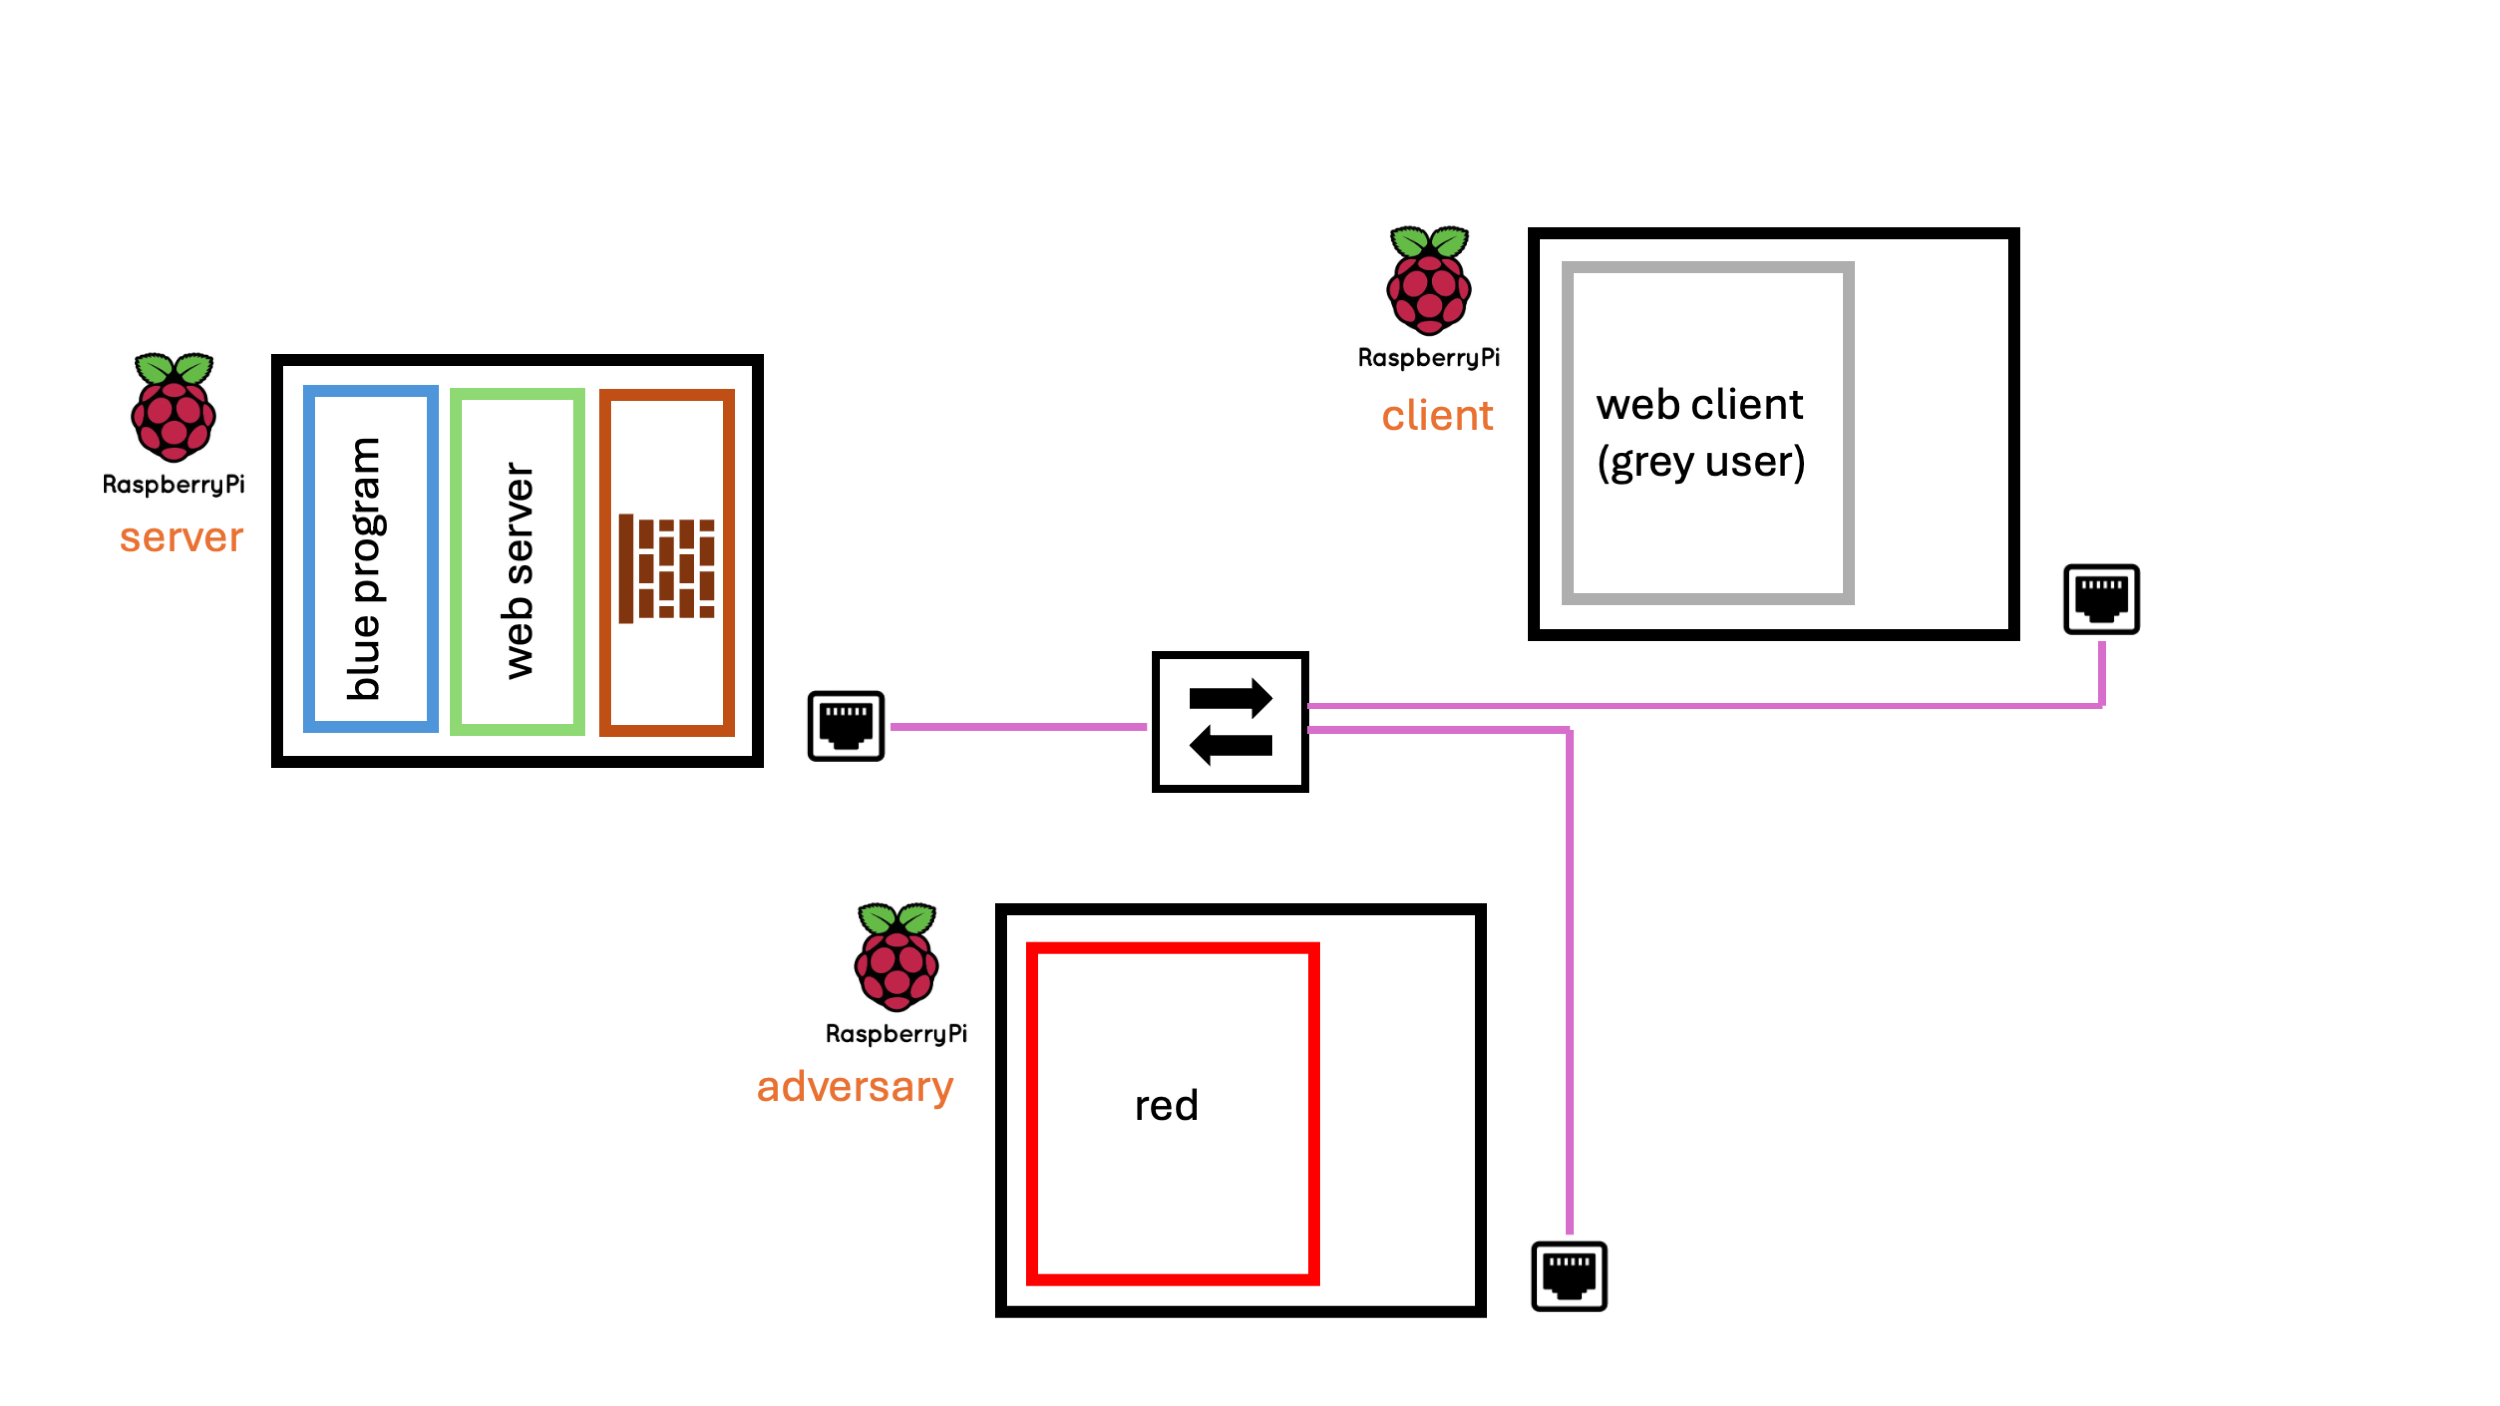 RaspberryPi
server
blue program
web server
RaspberryPi
client
web client
(grey user)
RaspberryPi
adversary
red